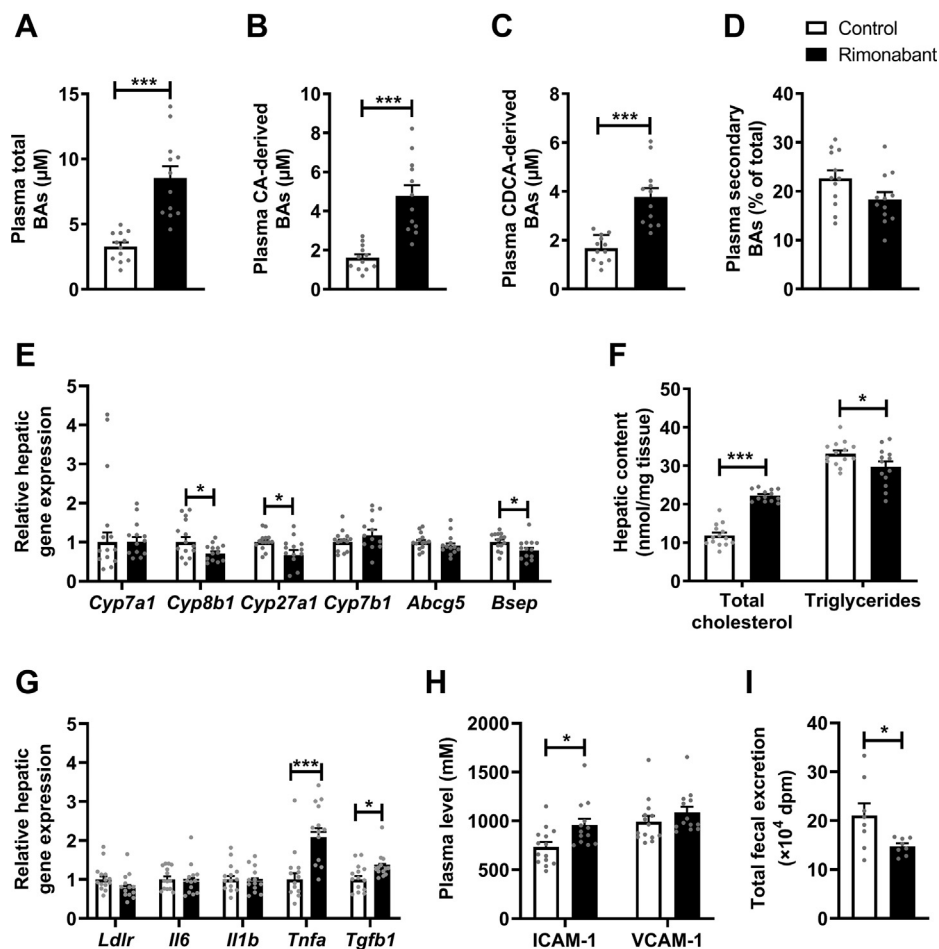 A
B
C
D
Control
Rimonabant
Plasma total
BAs (µM)
15
10
5
0
***
Plasma CA-derived
BAs (µM)
10
8
6
4
2
0
***
Plasma CDCA-derived
BAs (µM)
8
6
4
2
0
***
Plasma secondary
BAs (% of total)
40
30
20
10
0
E
Relative hepatic
gene expression
5
4
3
2
1
0
*
*
*
Cyp7a1 Cyp8b1 Cyp27a1 Cyp7b1 Abcg5 Bsep
F
Hepatic content
(nmol/mg tissue)
50
40
30
20
10
0
***
*
Total
cholesterol
Triglycerides
G
Relative hepatic
gene expression
5
4
3
2
1
0
***
*
Ldlr Il6 Il1b Tnfa Tgfb1
H
Plasma level (mM)
2000
1500
1000
500
0
*
ICAM-1 VCAM-1
I
Total fecal excretion
(×10⁴ dpm)
40
30
20
10
0
*